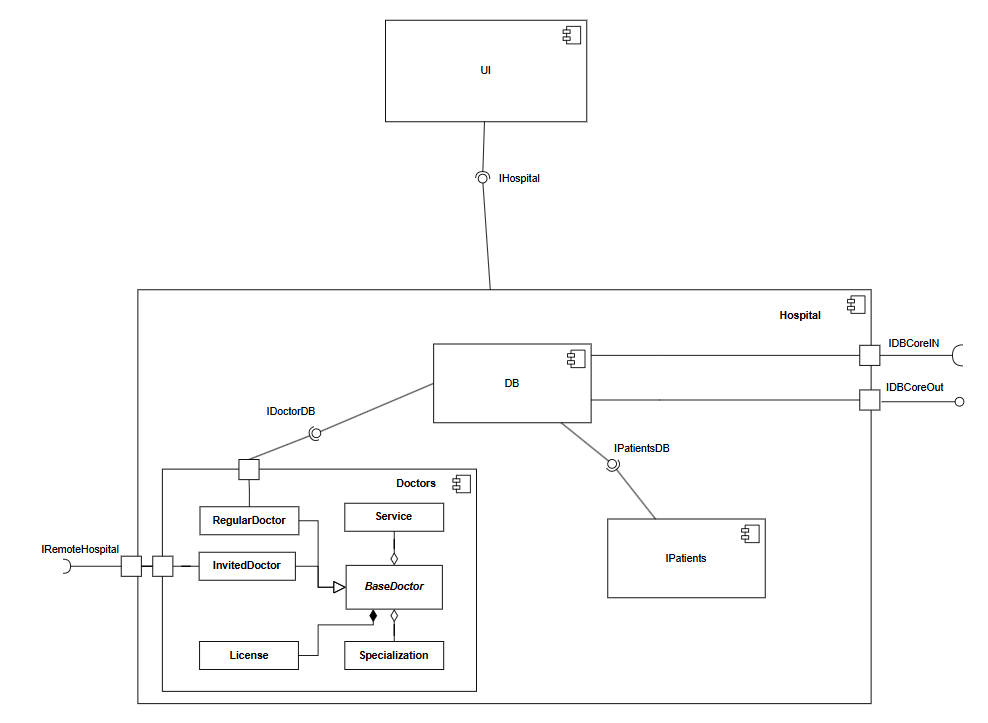 UI
IHospital
Hospital
IDBCoreIN
DB
IDBCoreOut
IDoctorDB
IPatientsDB
Doctors
RegularDoctor
Service
IRemoteHospital
InvitedDoctor
BaseDoctor
IPatients
License
Specialization